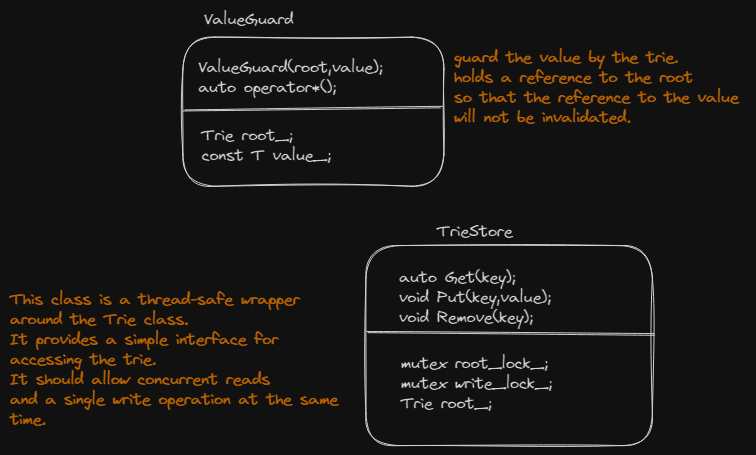 ValueGuard
ValueGuard(root,value);
auto operator*();
Trie root_;
const T value_;
guard the value by the trie.
holds a reference to the root
so that the reference to the value
will not be invalidated.
TrieStore
auto Get(key);
void Put(key,value);
void Remove(key);
mutex root_lock_;
mutex write_lock_;
Trie root_;
This class is a thread-safe wrapper
around the Trie class.
It provides a simple interface for
accessing the trie.
It should allow concurrent reads
and a single write operation at the same
time.